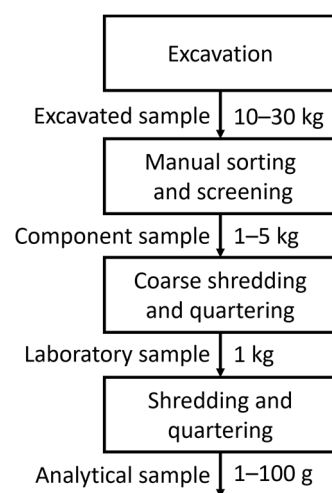 Excavation
Excavated sample 10–30 kg
Manual sorting
and screening
Component sample 1–5 kg
Coarse shredding
and quartering
Laboratory sample 1 kg
Shredding and
quartering
Analytical sample 1–100 g